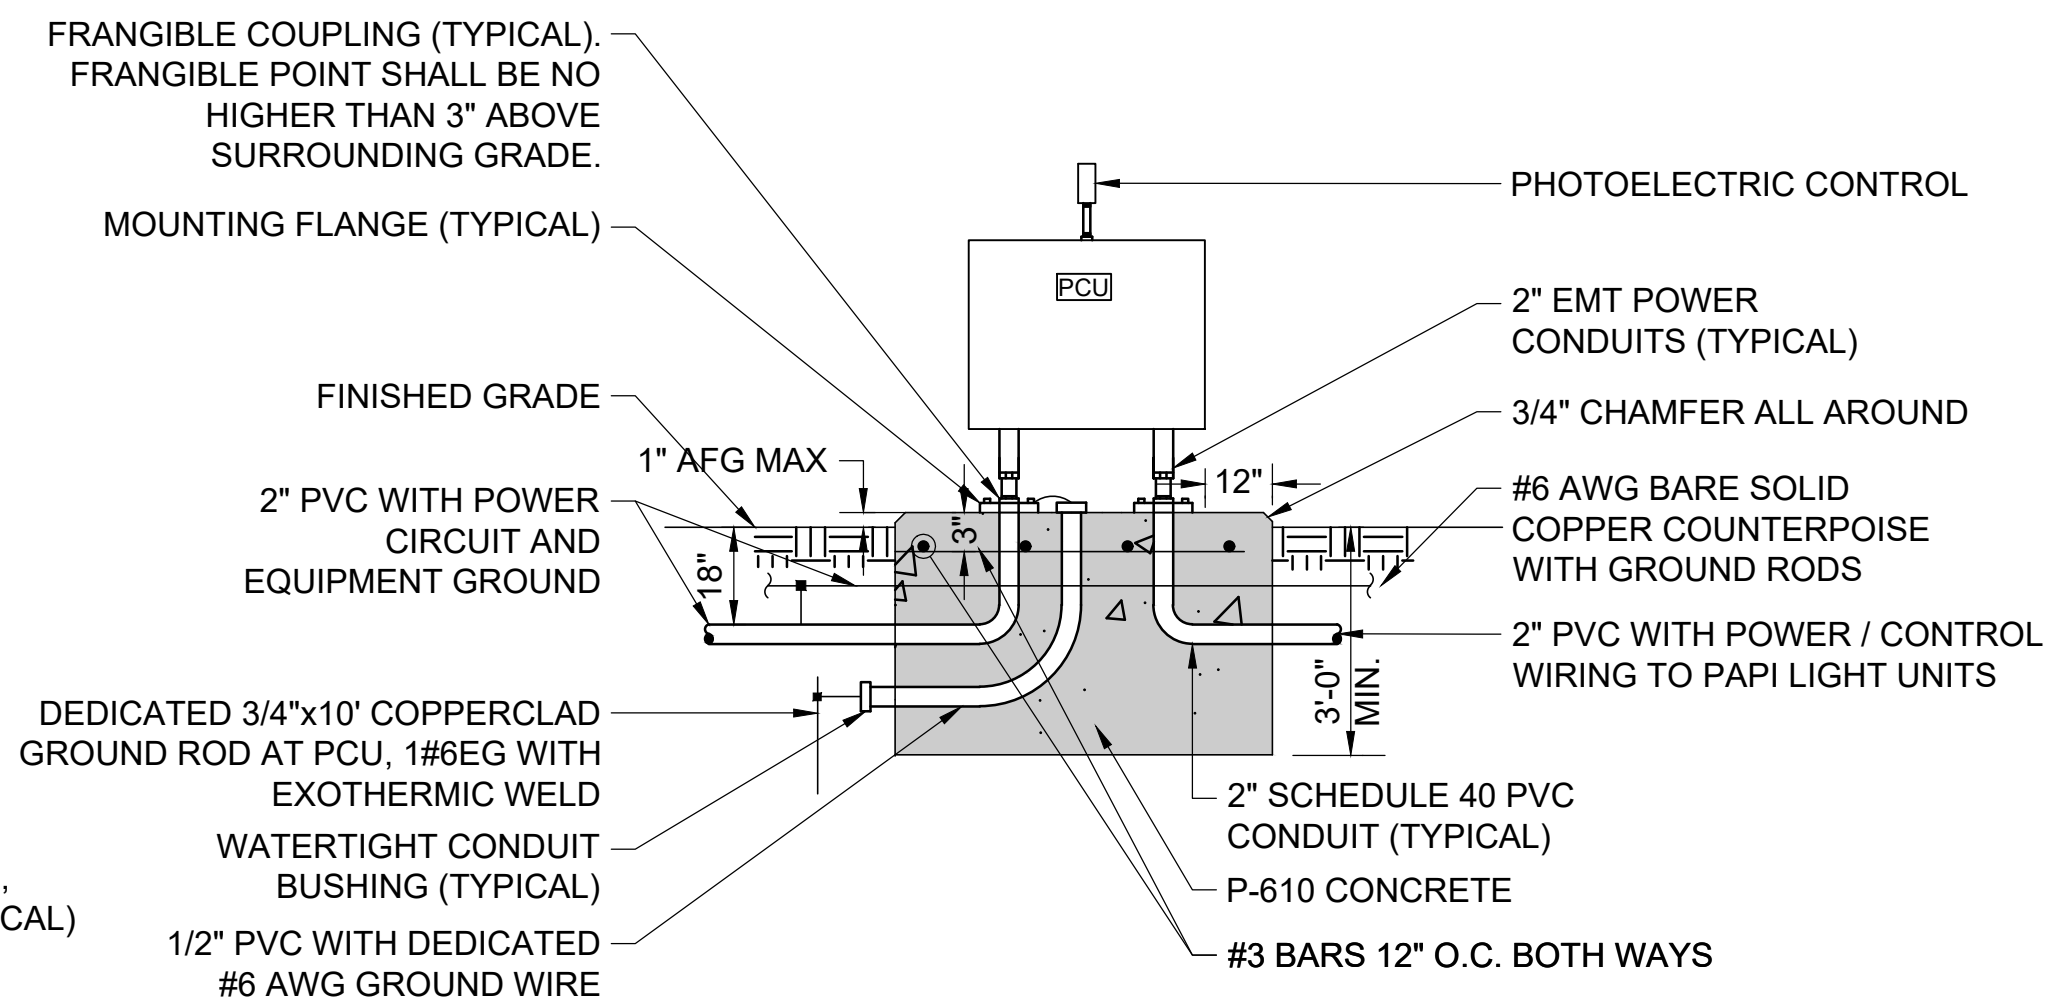 FRANGIBLE COUPLING (TYPICAL).
FRANGIBLE POINT SHALL BE NO
HIGHER THAN 3" ABOVE
SURROUNDING GRADE.
MOUNTING FLANGE (TYPICAL)
FINISHED GRADE
1" AFG MAX
2" PVC WITH POWER
CIRCUIT AND
EQUIPMENT GROUND
18"
3"
DEDICATED 3/4"x10' COPPERCLAD
GROUND ROD AT PCU, 1#6EG WITH
EXOTHERMIC WELD
WATERTIGHT CONDUIT
BUSHING (TYPICAL)
,
CAL)
1/2" PVC WITH DEDICATED
#6 AWG GROUND WIRE
PCU
PHOTOELECTRIC CONTROL
2" EMT POWER
CONDUITS (TYPICAL)
3/4" CHAMFER ALL AROUND
12"
#6 AWG BARE SOLID
COPPER COUNTERPOISE
WITH GROUND RODS
2" PVC WITH POWER / CONTROL
WIRING TO PAPI LIGHT UNITS
3'-0"
MIN.
2" SCHEDULE 40 PVC
CONDUIT (TYPICAL)
P-610 CONCRETE
#3 BARS 12" O.C. BOTH WAYS